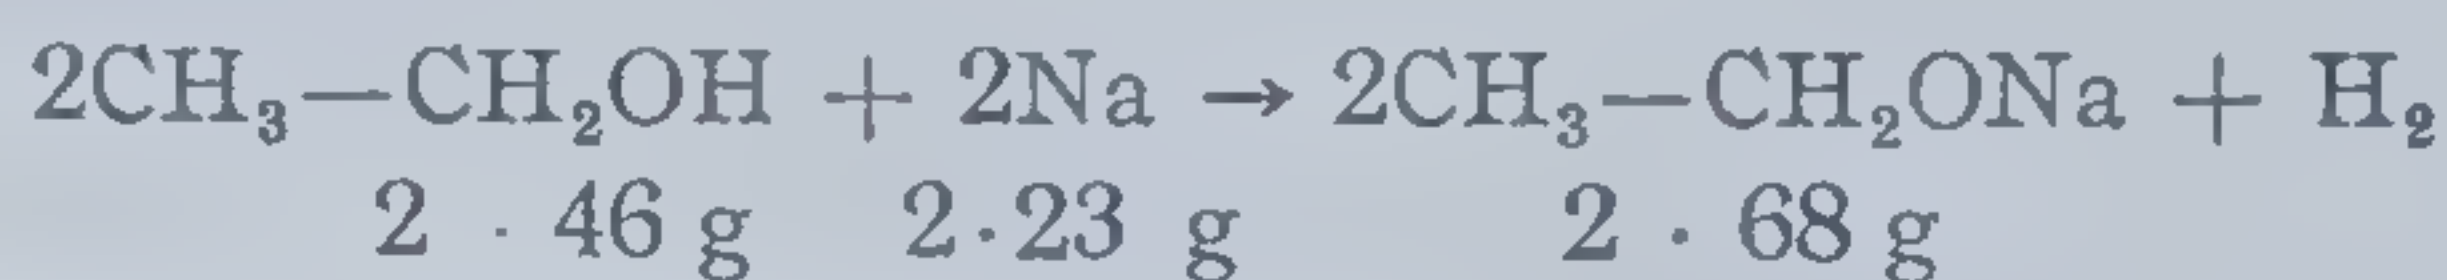 2CH₃—CH₂OH + 2Na → 2CH₃—CH₂ONa + H₂
2 · 46 g 2·23 g 2 · 68 g